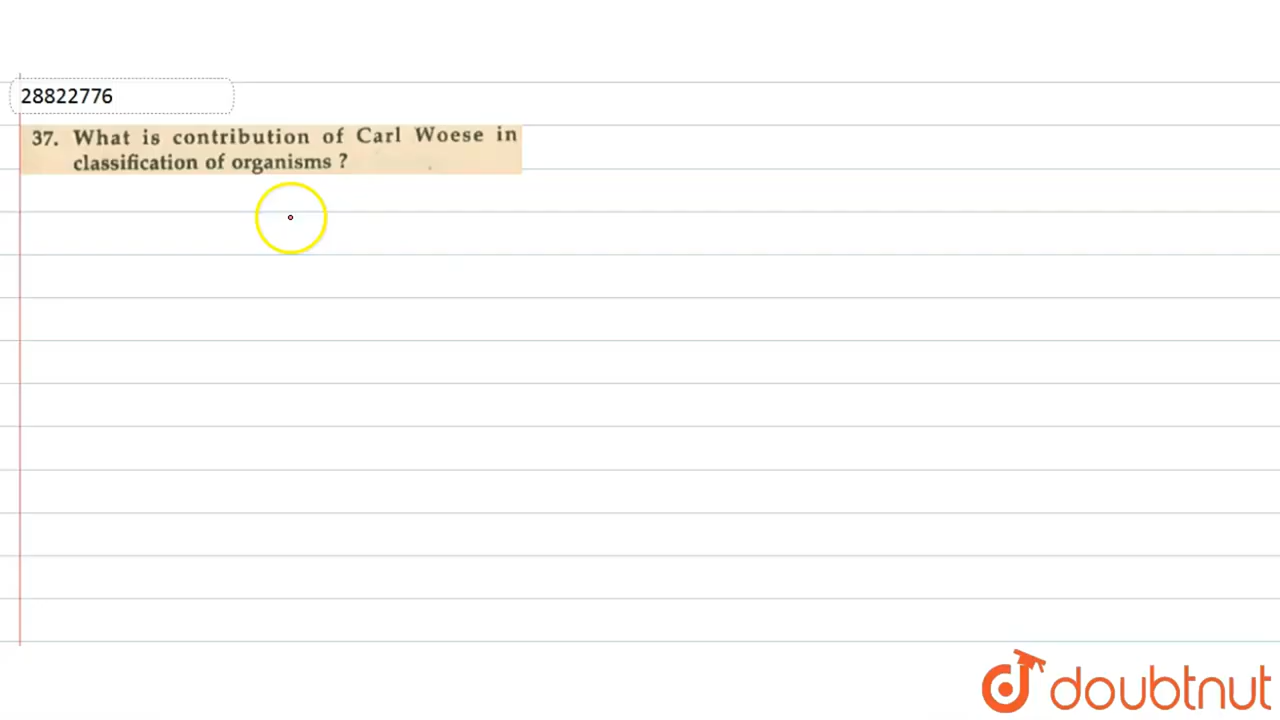 28822776
37. What is contribution of Carl Woese in
classification of organisms ?
doubtnut